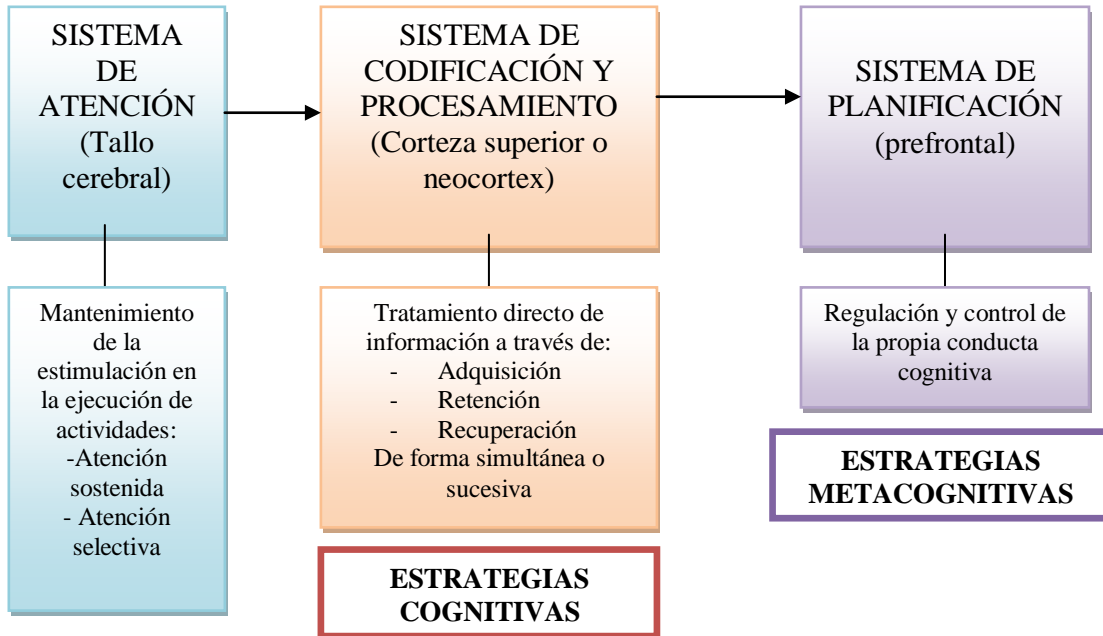 SISTEMA
DE
ATENCIÓN
(Tallo
cerebral)
SISTEMA DE
CODIFICACIÓN Y
PROCESAMIENTO
(Corteza superior o
neocortex)
SISTEMA DE
PLANIFICACIÓN
(prefrontal)
Mantenimiento
de la
estimulación en
la ejecución de
actividades:
-Atención
sostenida
- Atención
selectiva
Tratamiento directo de
información a través de:
- Adquisición
- Retención
- Recuperación
De forma simultánea o
sucesiva
Regulación y control de
la propia conducta
cognitiva
ESTRATEGIAS
COGNITIVAS
ESTRATEGIAS
METACOGNITIVAS